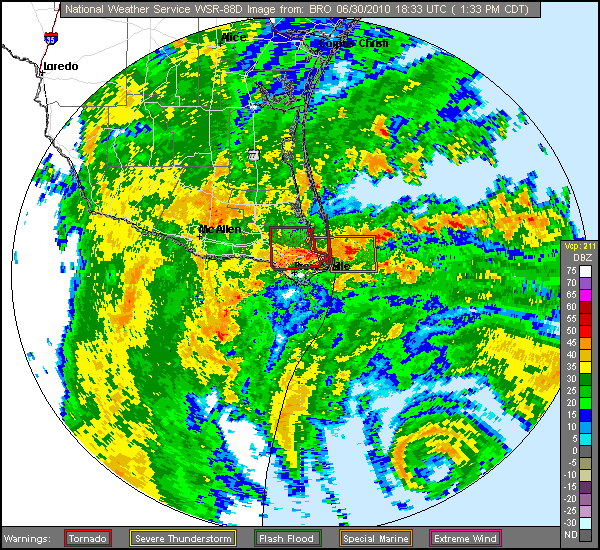 National Weather Service WSR-88D Image from: BRO 06/30/2010 18:33 UTC ( 1:33 PM CDT)
Alice
Corpus Christi
35
Laredo
77
McAllen
Vcp: 211
DBZ
75
70
65
60
55
50
45
40
35
30
25
20
15
10
5
0
-5
-10
-15
-20
-25
-30
ND
Warnings: Tornado Severe Thunderstorm Flash Flood Special Marine Extreme Wind